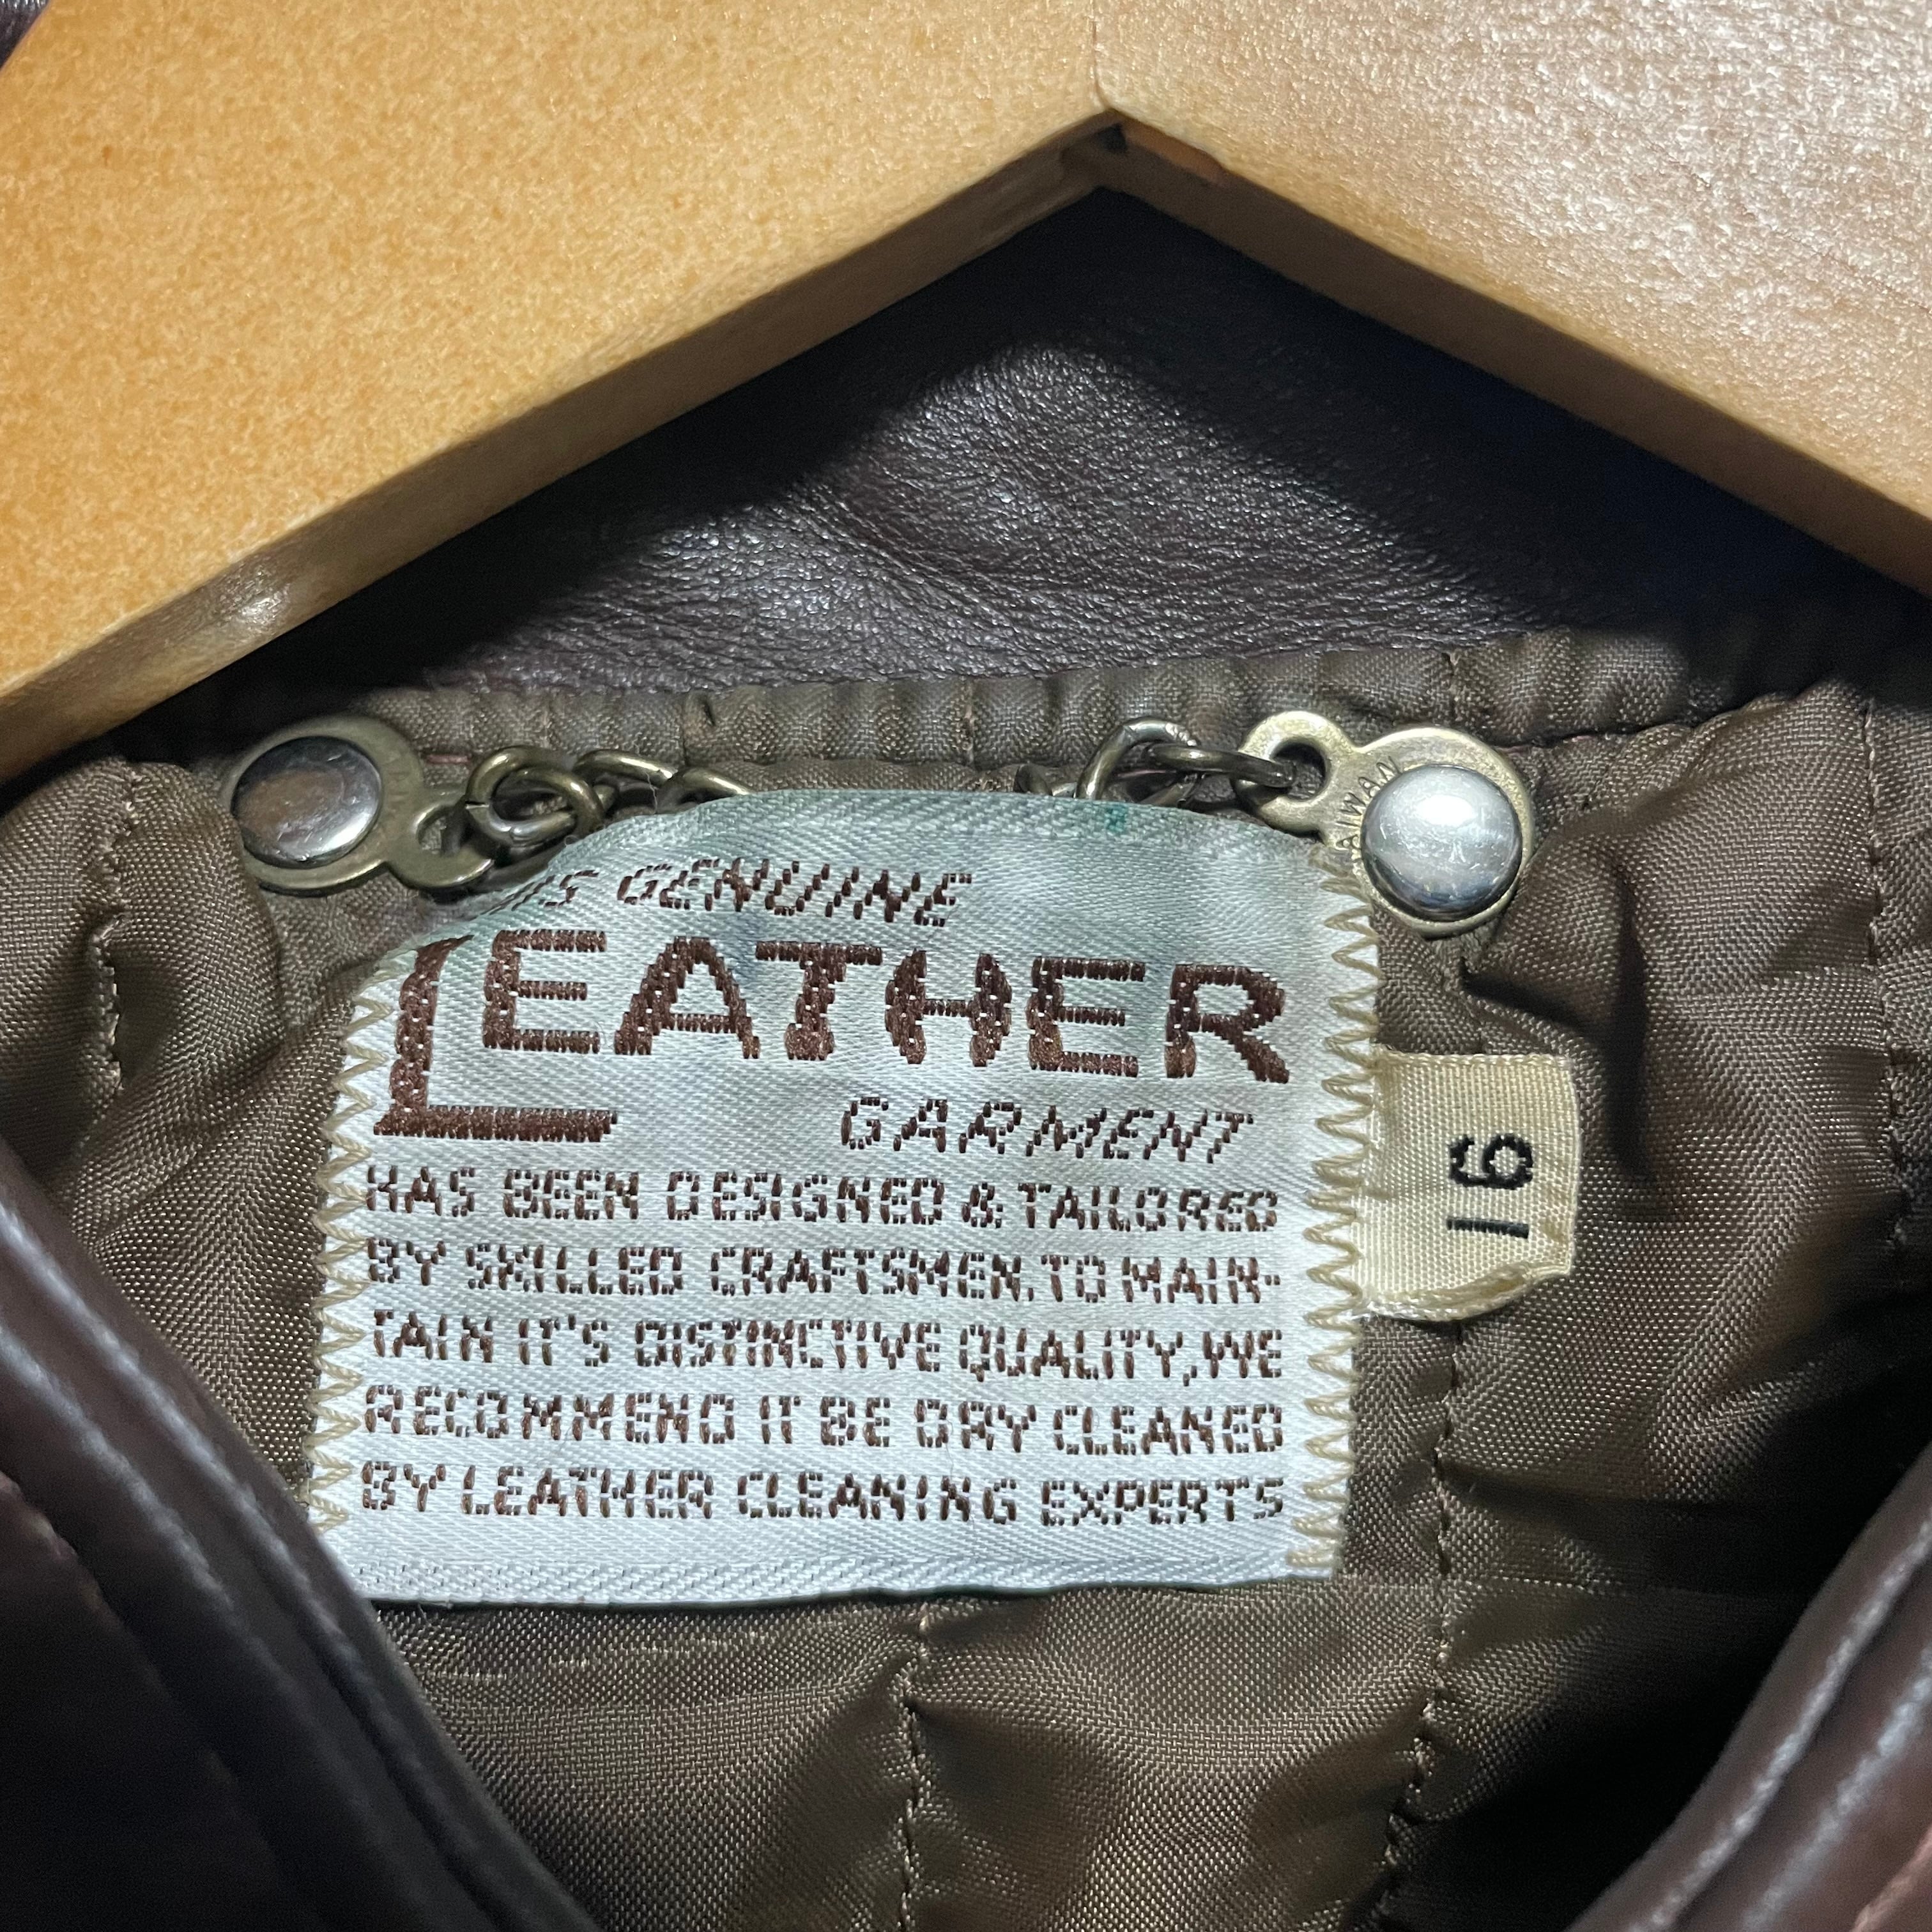 IS GENUINE
LEATHER
GARMENT
HAS BEEN DESIGNED & TAILORED
BY SKILLED CRAFTSMEN. TO MAIN-
TAIN IT'S DISTINCTIVE QUALITY, WE
RECOMMEND IT BE DRY CLEANED
BY LEATHER CLEANING EXPERTS
16